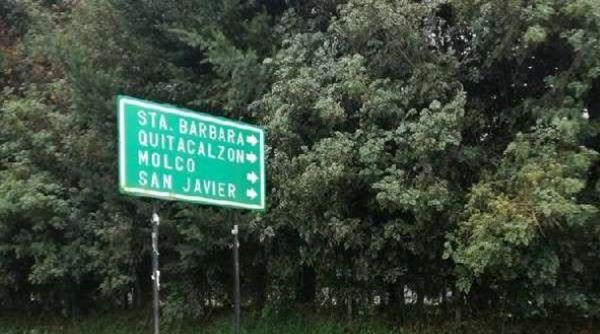 STA. BARBARA →
QUITACALZON →
MOLCO →
SAN JAVIER →